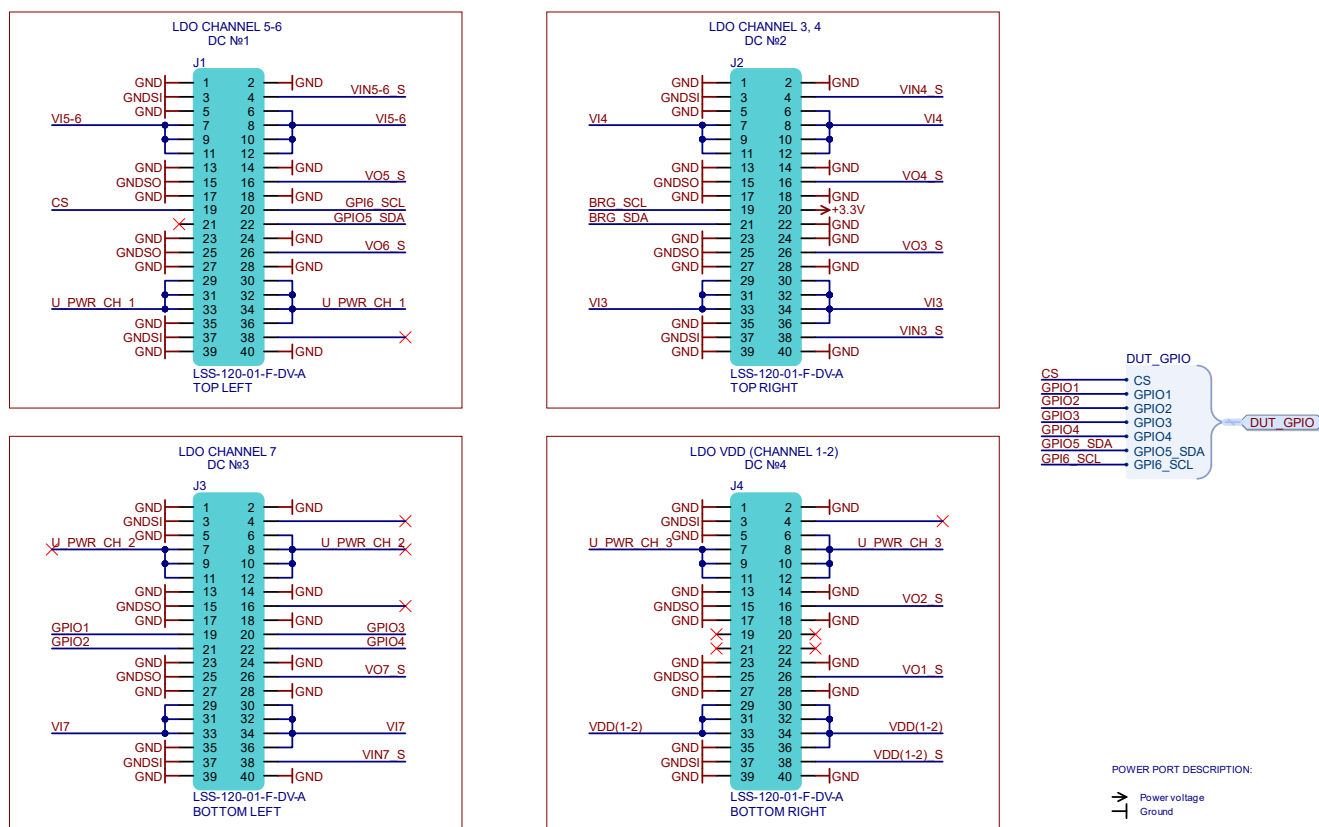 LDO CHANNEL 5-6
DC №1
J1
GND 1 2 GND
GNDSI 3 4 VIN5-6_S
GND 5 6
VI5-6 7 8 VI5-6
9 10
11 12
GND 13 14 GND
GNDSO 15 16 VO5_S
GND 17 18 GND
CS 19 20 GPI6_SCL
21 22 GPIO5_SDA
GND 23 24 GND
GNDSO 25 26 VO6_S
GND 27 28 GND
29 30
31 32
U_PWR_CH_1 33 34 U_PWR_CH_1
GND 35 36
GNDSI 37 38
GND 39 40 GND
LSS-120-01-F-DV-A
TOP LEFT
LDO CHANNEL 3, 4
DC №2
J2
GND 1 2 GND
GNDSI 3 4 VIN4_S
GND 5 6
VI4 7 8 VI4
9 10
11 12
GND 13 14 GND
GNDSO 15 16 VO4_S
GND 17 18 GND
BRG_SCL 19 20 +3.3V
BRG_SDA 21 22 GND
GND 23 24 GND
GNDSO 25 26 VO3_S
GND 27 28 GND
29 30
31 32
VI3 33 34 VI3
GND 35 36
GNDSI 37 38 VIN3_S
GND 39 40 GND
LSS-120-01-F-DV-A
TOP RIGHT
DUT_GPIO
CS CS
GPIO1 GPIO1
GPIO2 GPIO2
GPIO3 GPIO3
GPIO4 GPIO4
GPIO5_SDA GPIO5_SDA
GPI6_SCL GPI6_SCL
DUT_GPIO
LDO CHANNEL 7
DC №3
J3
GND 1 2 GND
GNDSI 3 4
GND 5 6
U_PWR_CH_2 7 8 U_PWR_CH_2
9 10
11 12
GND 13 14 GND
GNDSO 15 16
GND 17 18 GND
GPIO1 19 20 GPIO3
GPIO2 21 22 GPIO4
GND 23 24 GND
GNDSO 25 26 VO7_S
GND 27 28 GND
29 30
31 32
VI7 33 34 VI7
GND 35 36
GNDSI 37 38 VIN7_S
GND 39 40 GND
LSS-120-01-F-DV-A
BOTTOM LEFT
LDO VDD (CHANNEL 1-2)
DC №4
J4
GND 1 2 GND
GNDSI 3 4
GND 5 6
U_PWR_CH_3 7 8 U_PWR_CH_3
9 10
11 12
GND 13 14 GND
GNDSO 15 16 VO2_S
GND 17 18 GND
19 20
21 22
GND 23 24 GND
GNDSO 25 26 VO1_S
GND 27 28 GND
29 30
31 32
VDD(1-2) 33 34 VDD(1-2)
GND 35 36
GNDSI 37 38 VDD(1-2)_S
GND 39 40 GND
LSS-120-01-F-DV-A
BOTTOM RIGHT
POWER PORT DESCRIPTION:
Power voltage
Ground